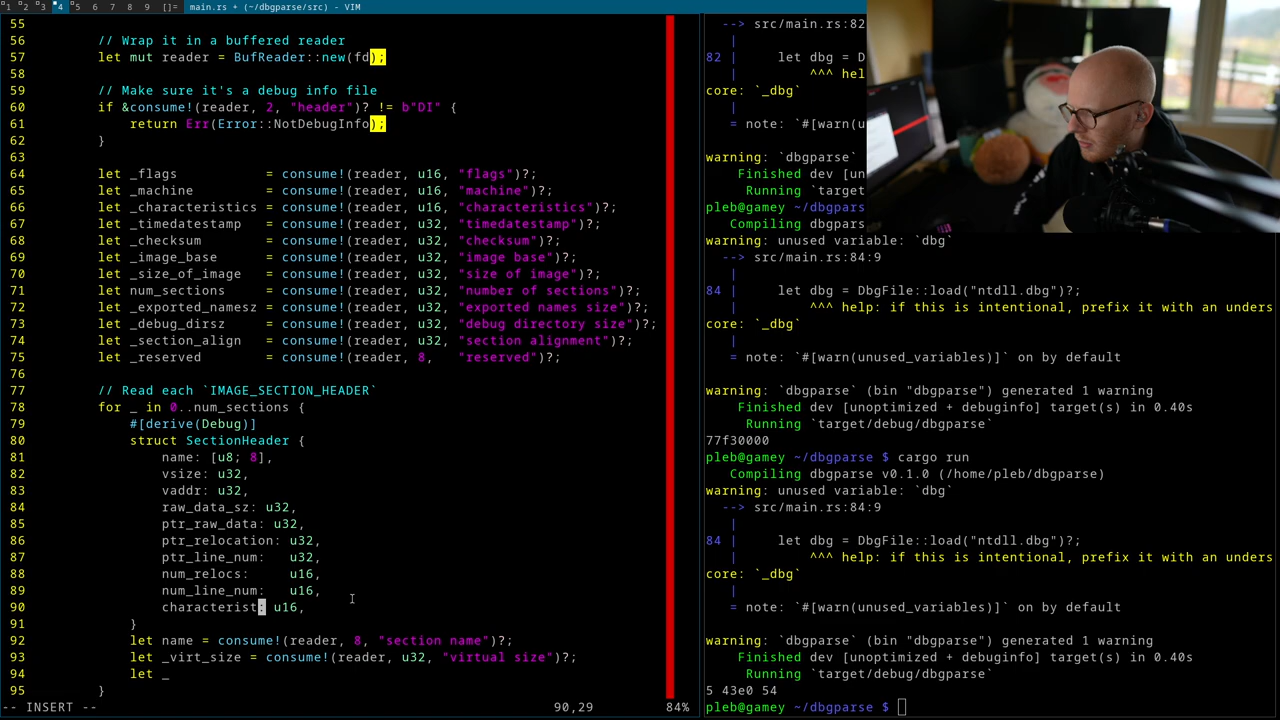 1 2 3 4 5 6 7 8 9 []= main.rs + (~/dbgparse/src) - VIM
55
56 // Wrap it in a buffered reader
57 let mut reader = BufReader::new(fd);
58
59 // Make sure it's a debug info file
60 if &consume!(reader, 2, "header")? != b"DI" {
61 return Err(Error::NotDebugInfo);
62 }
63
64 let _flags = consume!(reader, u16, "flags")?;
65 let _machine = consume!(reader, u16, "machine")?;
66 let _characteristics = consume!(reader, u16, "characteristics")?;
67 let _timedatestamp = consume!(reader, u32, "timedatestamp")?;
68 let _checksum = consume!(reader, u32, "checksum")?;
69 let _image_base = consume!(reader, u32, "image base")?;
70 let _size_of_image = consume!(reader, u32, "size of image")?;
71 let num_sections = consume!(reader, u32, "number of sections")?;
72 let _exported_namesz = consume!(reader, u32, "exported names size")?;
73 let _debug_dirsz = consume!(reader, u32, "debug directory size")?;
74 let _section_align = consume!(reader, u32, "section alignment")?;
75 let _reserved = consume!(reader, 8, "reserved")?;
76
77 // Read each `IMAGE_SECTION_HEADER`
78 for _ in 0..num_sections {
79 #[derive(Debug)]
80 struct SectionHeader {
81 name: [u8; 8],
82 vsize: u32,
83 vaddr: u32,
84 raw_data_sz: u32,
85 ptr_raw_data: u32,
86 ptr_relocation: u32,
87 ptr_line_num: u32,
88 num_relocs: u16,
89 num_line_num: u16,
90 characterist: u16,
91 }
92 let name = consume!(reader, 8, "section name")?;
93 let _virt_size = consume!(reader, u32, "virtual size")?;
94 let _
95 }
-- INSERT -- 90,29 84%
--> src/main.rs:82
|
82 | let dbg = D
| ^^^ hel
core: `_dbg`
|
= note: `#[warn(u
warning: `dbgparse`
Finished dev [un
Running `target
pleb@gamey ~/dbgpars
Compiling dbgpars
warning: unused variable: `dbg`
--> src/main.rs:84:9
|
84 | let dbg = DbgFile::load("ntdll.dbg")?;
| ^^^ help: if this is intentional, prefix it with an unders
core: `_dbg`
|
= note: `#[warn(unused_variables)]` on by default
warning: `dbgparse` (bin "dbgparse") generated 1 warning
Finished dev [unoptimized + debuginfo] target(s) in 0.40s
Running `target/debug/dbgparse`
77f30000
pleb@gamey ~/dbgparse $ cargo run
Compiling dbgparse v0.1.0 (/home/pleb/dbgparse)
warning: unused variable: `dbg`
--> src/main.rs:84:9
|
84 | let dbg = DbgFile::load("ntdll.dbg")?;
| ^^^ help: if this is intentional, prefix it with an unders
core: `_dbg`
|
= note: `#[warn(unused_variables)]` on by default
warning: `dbgparse` (bin "dbgparse") generated 1 warning
Finished dev [unoptimized + debuginfo] target(s) in 0.40s
Running `target/debug/dbgparse`
5 43e0 54
pleb@gamey ~/dbgparse $